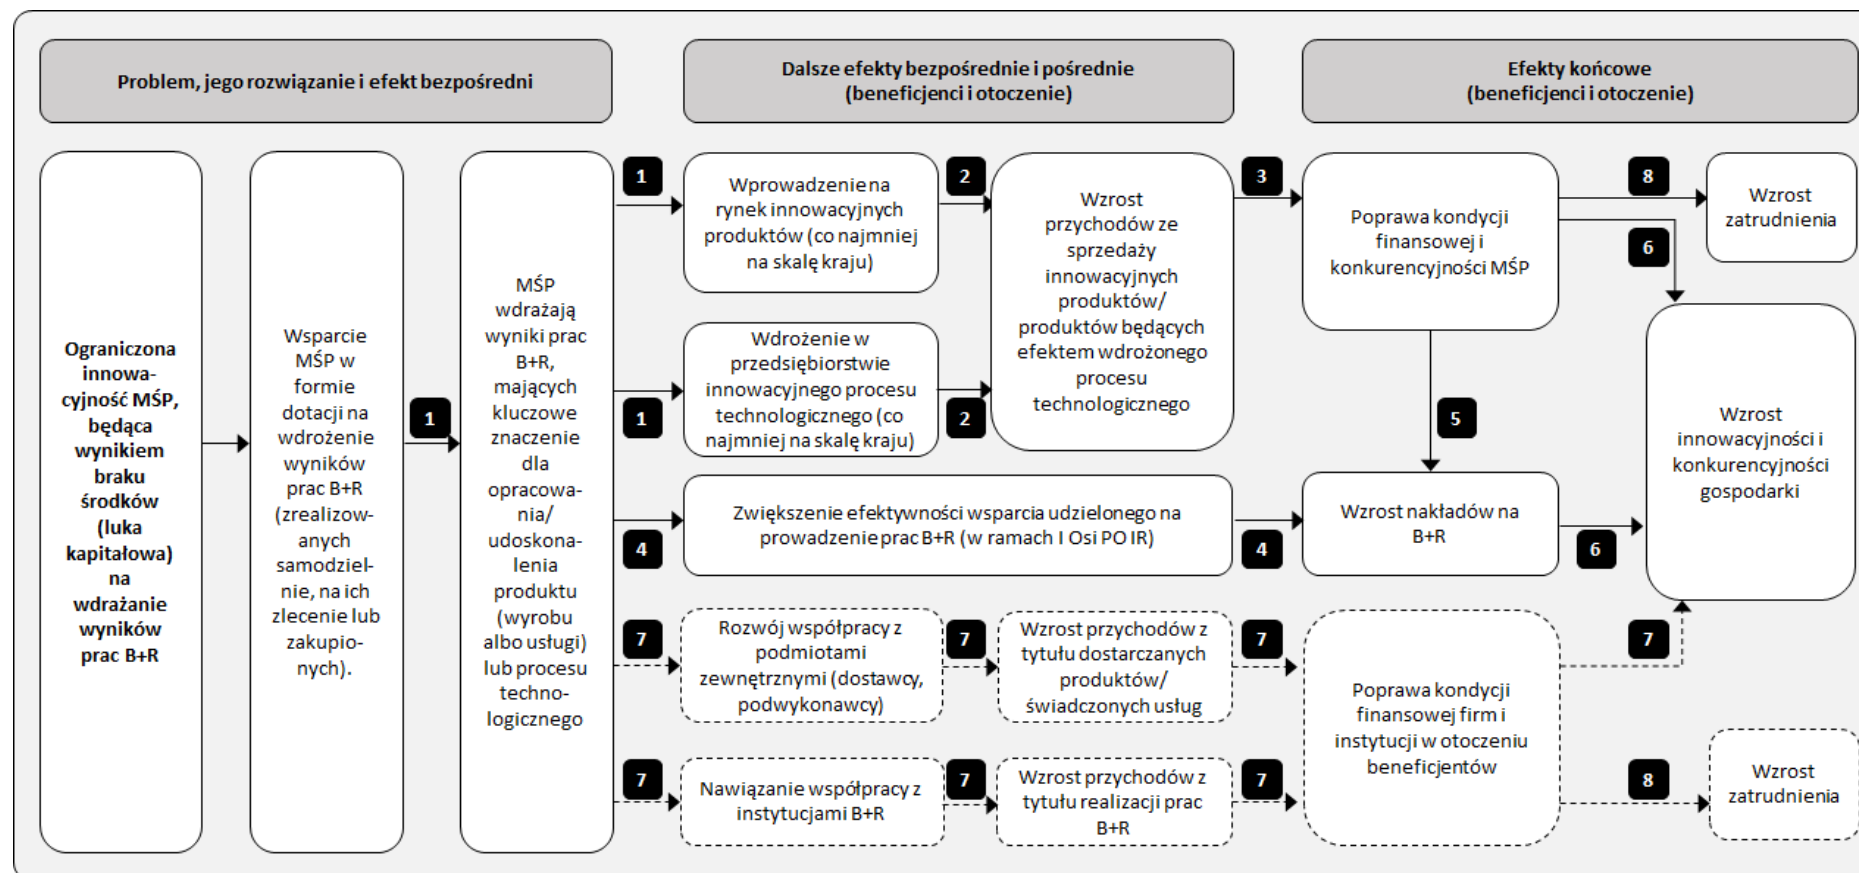 Problem, jego rozwiązanie i efekt bezpośredni
Dalsze efekty bezpośrednie i pośrednie
(beneficjenci i otoczenie)
Efekty końcowe
(beneficjenci i otoczenie)
Ograniczona
innowa-
cyjność MŚP,
będąca
wynikiem
braku
środków
(luka
kapitałowa)
na
wdrażanie
wyników
prac B+R
Wsparcie
MŚP w
formie
dotacji na
wdrożenie
wyników
prac B+R
(zrealizow-
anych
samodziel-
nie, na ich
zlecenie lub
zakupio-
nych).
1
MŚP
wdrażają
wyniki prac
B+R,
mających
kluczowe
znaczenie
dla
opracowa-
nia/
udoskona-
lenia
produktu
(wyrobu
albo usługi)
lub procesu
techno-
logicznego
1
Wprowadzenie na
rynek innowacyjnych
produktów (co najmniej
na skalę kraju)
2
1
Wdrożenie w
przedsiębiorstwie
innowacyjnego procesu
technologicznego (co
najmniej na skalę kraju)
2
Wzrost
przychodów ze
sprzedaży
innowacyjnych
produktów/
produktów będących
efektem wdrożonego
procesu
technologicznego
3
Poprawa kondycji
finansowej i
konkurencyjności MŚP
8
Wzrost
zatrudnienia
6
5
4
Zwiększenie efektywności wsparcia udzielonego na
prowadzenie prac B+R (w ramach I Osi PO IR)
4
Wzrost nakładów na
B+R
6
Wzrost
innowacyjności i
konkurencyjności
gospodarki
7
Rozwój współpracy z
podmiotami
zewnętrznymi (dostawcy,
podwykonawcy)
7
Wzrost przychodów z
tytułu dostarczanych
produktów/
świadczonych usług
7
7
Nawiązanie współpracy z
instytucjami B+R
7
Wzrost przychodów z
tytułu realizacji prac
B+R
7
Poprawa kondycji
finansowej firm i
instytucji w otoczeniu
beneficjentów
7
8
Wzrost
zatrudnienia